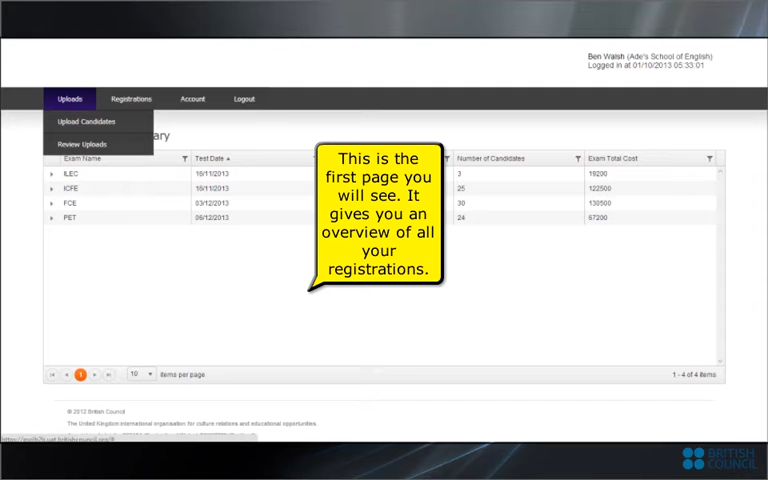 Ben Walsh (Ade's School of English)
Logged in at 01/10/2013 05:33:01
Uploads Registrations Account Logout
Upload Candidates
ary
Review Uploads
Exam Name Test Date Number of Candidates Exam Total Cost
ILEC 16/11/2013 3 19200
ICFE 16/11/2013 25 122500
FCE 03/12/2013 30 130500
PET 06/12/2013 24 67200
This is the
first page you
will see. It
gives you an
overview of all
your
registrations.
1 10 items per page 1 - 4 of 4 items
© 2012 British Council
The United Kingdom international organisation for culture relations and educational opportunities.
BRITISH
COUNCIL